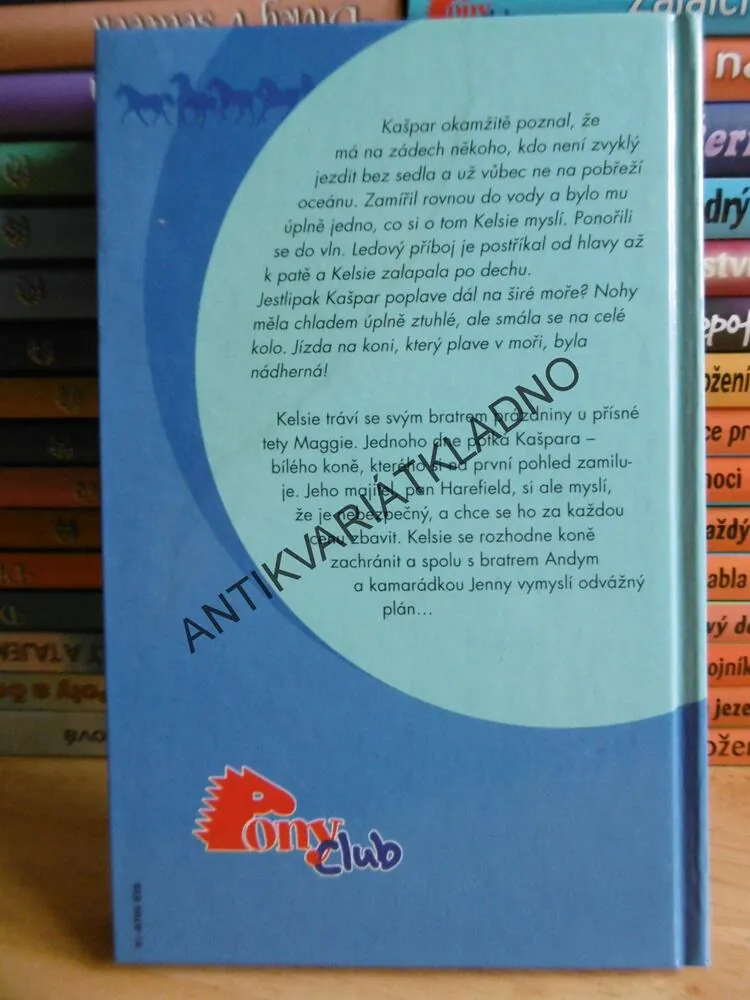 Kašpar okamžitě poznal, že
má na zádech někoho, kdo není zvyklý
jezdit bez sedla a už vůbec ne na pobřeží
oceánu. Zamířil rovnou do vody a bylo mu
úplně jedno, co si o tom Kelsie myslí. Ponořili
se do vln. Ledový příboj je postříkal od hlavy až
k patě a Kelsie zalapala po dechu.
Jestlipak Kašpar poplave dál na širé moře? Nohy
měla chladem úplně ztuhlé, ale smála se na celé
kolo. Jízda na koni, který plave v moři, byla
nádherná!
Kelsie tráví se svým bratrem prázdniny u přísné
tety Maggie. Jednoho dne potká Kašpara –
bílého koně, kterého si na první pohled zamilu-
je. Jeho majitel, pan Harefield, si ale myslí,
že je nebezpečný, a chce se ho za každou
cenu zbavit. Kelsie se rozhodne koně
zachránit a spolu s bratrem Andym
a kamarádkou Jenny vymyslí odvážný
plán...
ANTIKVARIÁTKLADNO
Pony
club